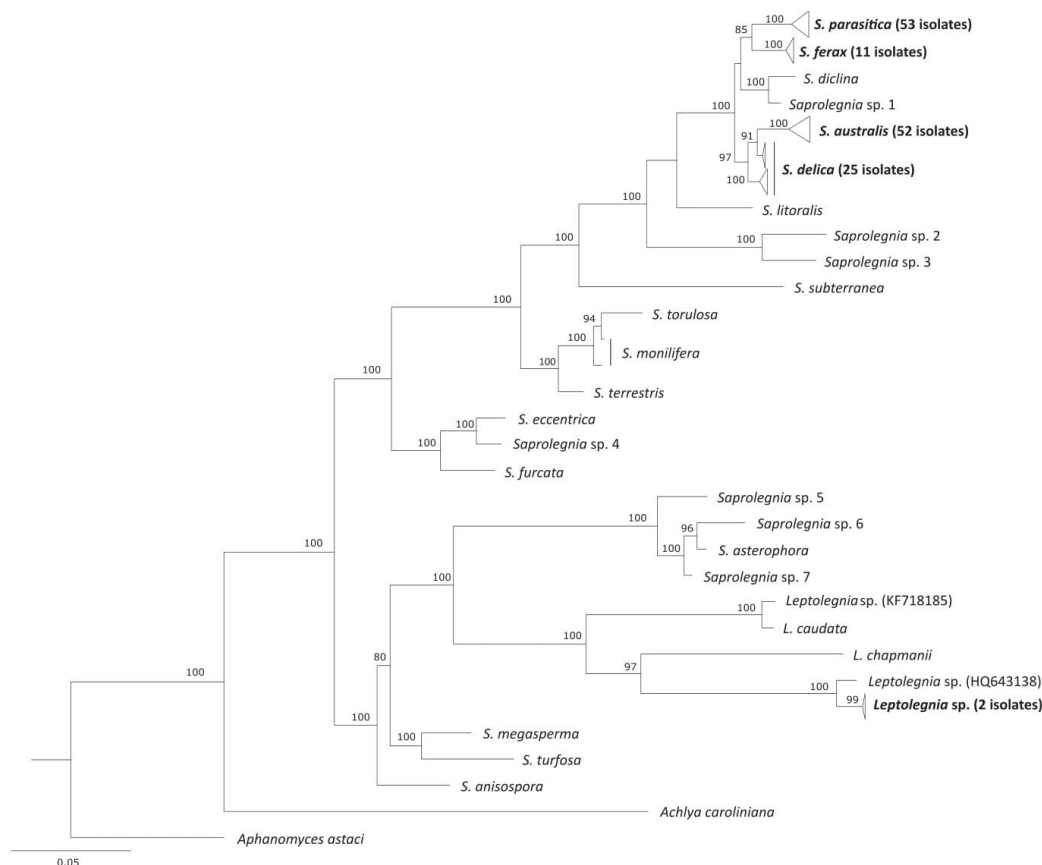 100 S. parasitica (53 isolates)
85
100 S. ferax (11 isolates)
S. diclina
100
100 Saprolegnia sp. 1
100 S. australis (52 isolates)
91
97
S. delica (25 isolates)
100
100
S. litoralis
100
Saprolegnia sp. 2
100
100
Saprolegnia sp. 3
S. subterranea
100
S. torulosa
94
100
S. monilifera
100
S. terrestris
100
S. eccentrica
100
100 Saprolegnia sp. 4
S. furcata
Saprolegnia sp. 5
100
Saprolegnia sp. 6
96
100
S. asterophora
100
Saprolegnia sp. 7
100
Leptolegnia sp. (KF718185)
100
L. caudata
100
80
L. chapmanii
97
100
Leptolegnia sp. (HQ643138)
100
99 Leptolegnia sp. (2 isolates)
100
S. megasperma
100
S. turfosa
S. anisospora
Achlya caroliniana
Aphanomyces astaci
0.05